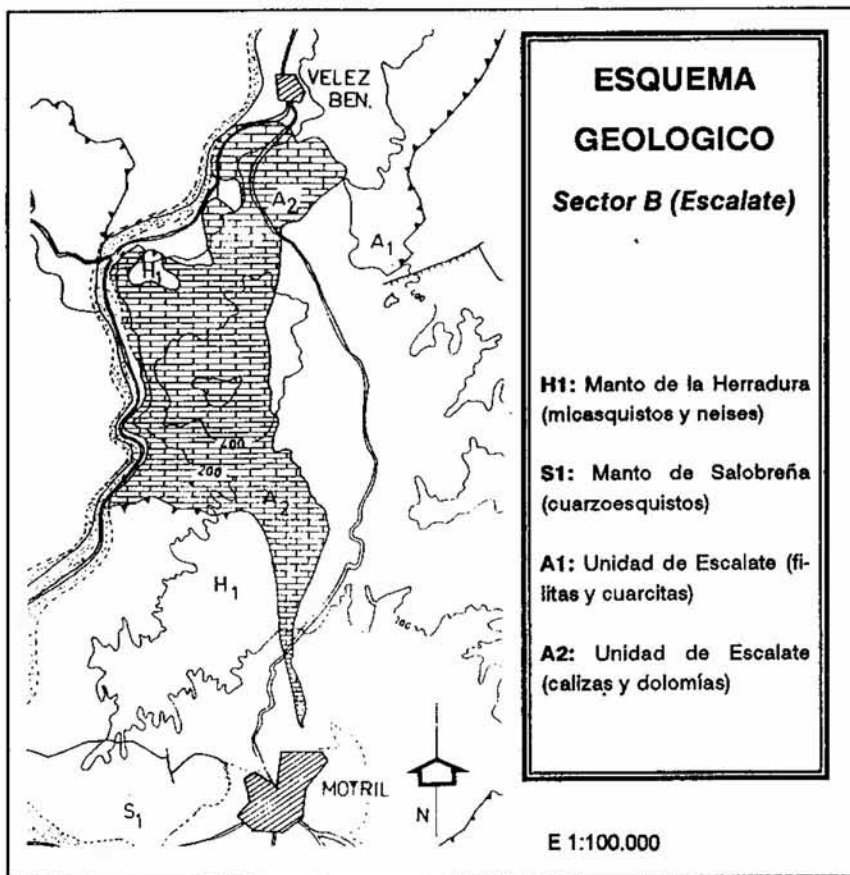 VELEZ
BEN.
A2
A1
H1
600
400
200
A2
H1
100
MOTRIL
S1
N
ESQUEMA
GEOLOGICO
Sector B (Escalate)
H1: Manto de la Herradura
(micasquistos y neises)
S1: Manto de Salobreña
(cuarzoesquistos)
A1: Unidad de Escalate (fi-
litas y cuarcitas)
A2: Unidad de Escalate
(calizas y dolomías)
E 1:100.000